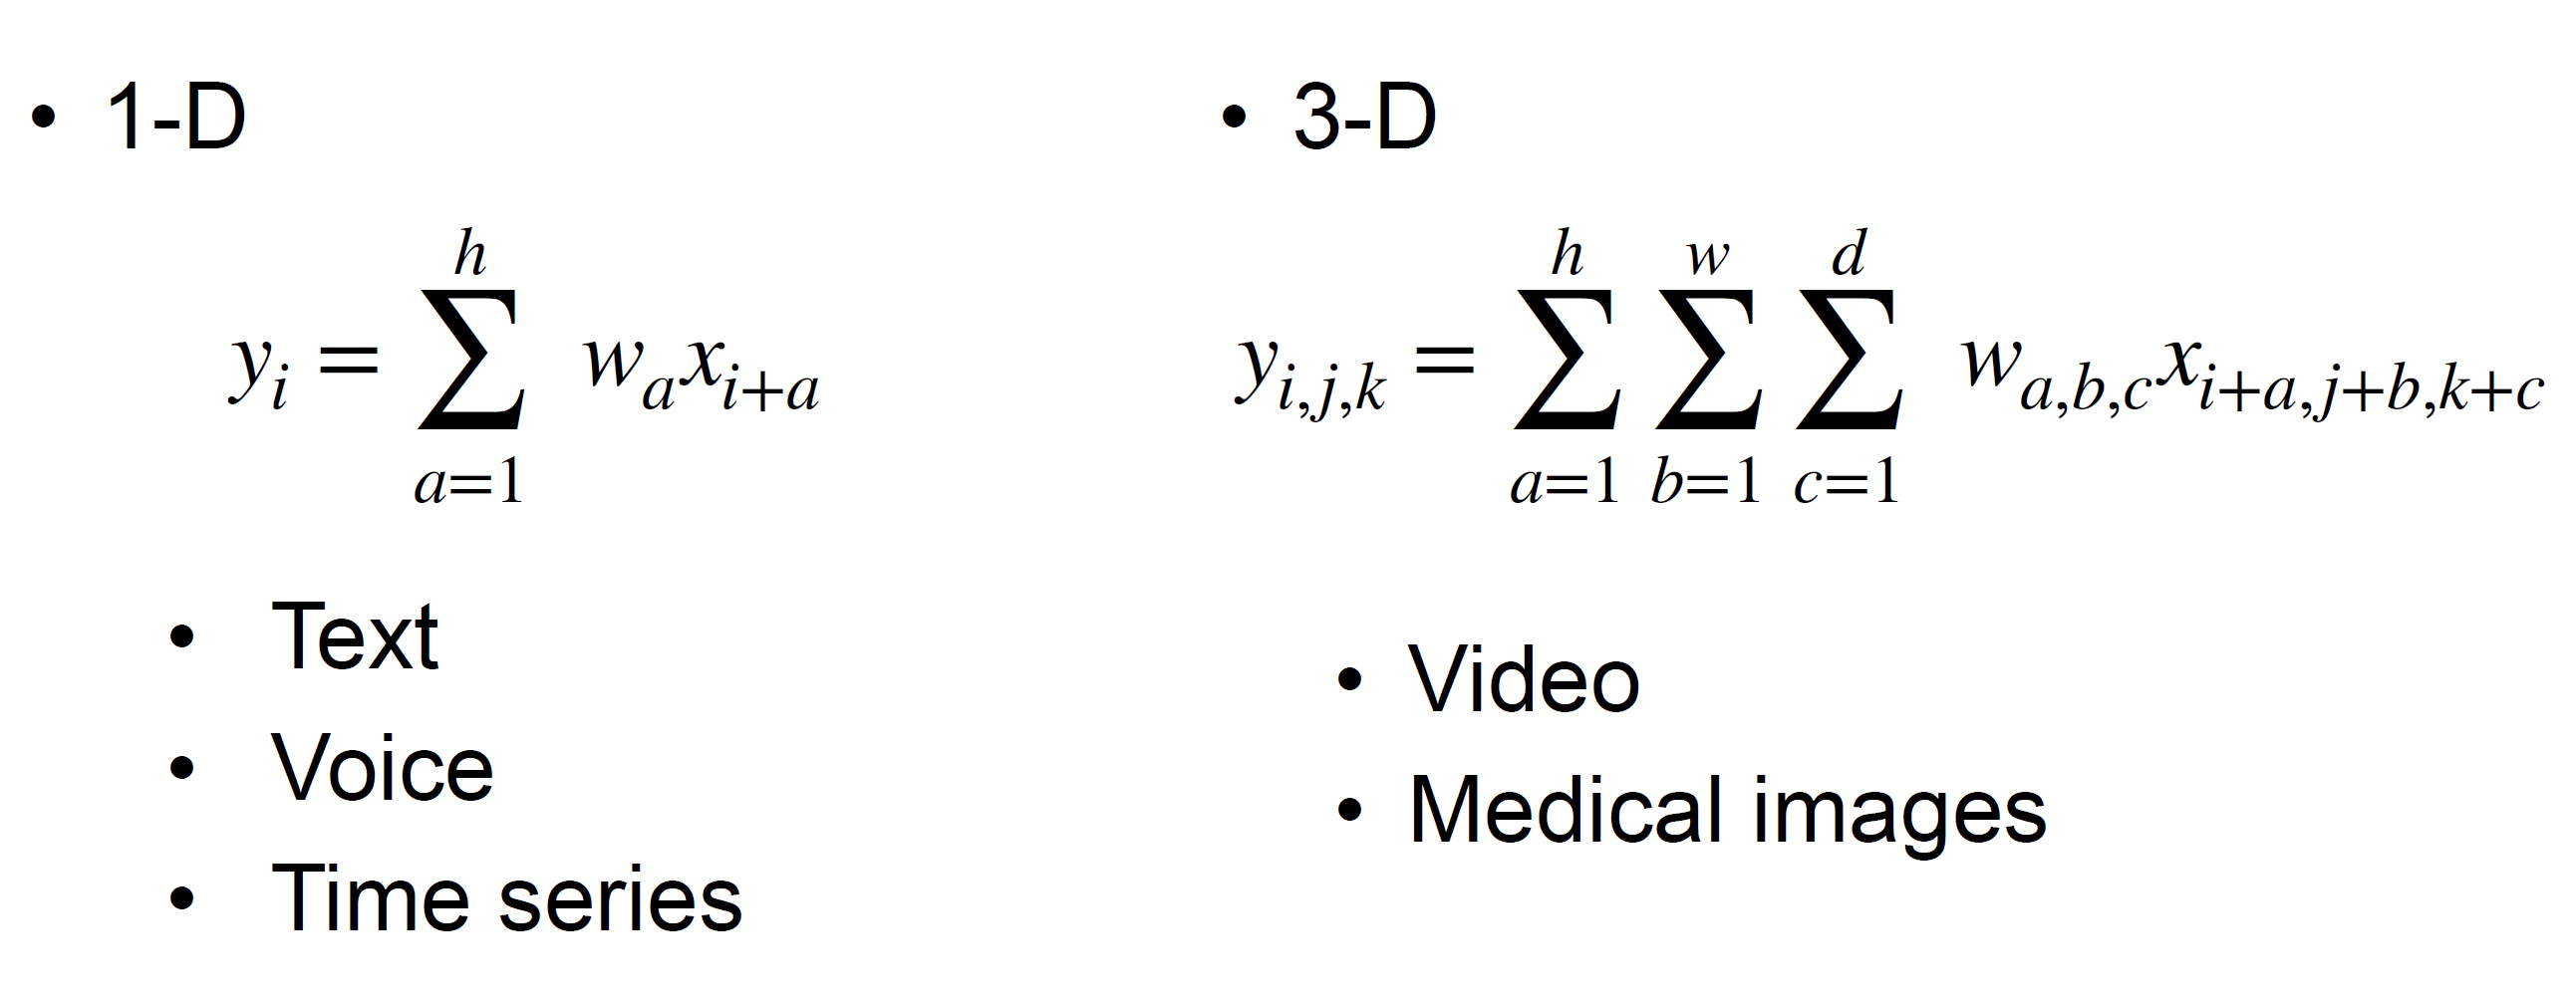 • 1-D
$y_i = \sum_{a=1}^{h} w_a x_{i+a}$
• Text
• Voice
• Time series
• 3-D
$y_{i,j,k} = \sum_{a=1}^{h} \sum_{b=1}^{w} \sum_{c=1}^{d} w_{a,b,c} x_{i+a,j+b,k+c}$
• Video
• Medical images